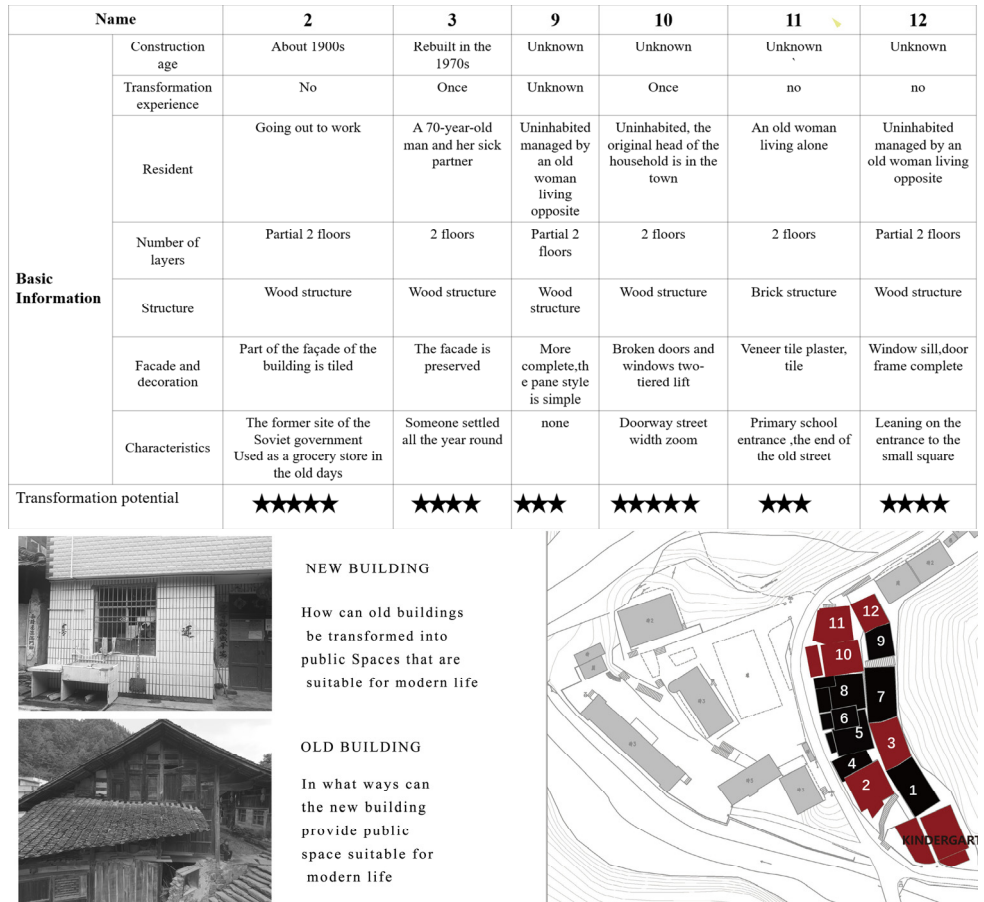 Name 2 3 9 10 11 12
Basic
Information
Construction
age
About 1900s
Rebuilt in the
1970s
Unknown
Unknown
Unknown
Unknown
Transformation
experience
No
Once
Unknown
Once
no
no
Resident
Going out to work
A 70-year-old
man and her sick
partner
Uninhabited
managed by
an old
woman
living
opposite
Uninhabited, the
original head of the
household is in the
town
An old woman
living alone
Uninhabited
managed by an
old woman living
opposite
Number of
layers
Partial 2 floors
2 floors
Partial 2
floors
2 floors
2 floors
Partial 2 floors
Structure
Wood structure
Wood structure
Wood
structure
Wood structure
Brick structure
Wood structure
Facade and
decoration
Part of the façade of the
building is tiled
The facade is
preserved
More
complete,th
e pane style
is simple
Broken doors and
windows two-
tiered lift
Veneer tile plaster,
tile
Window sill,door
frame complete
Characteristics
The former site of the
Soviet government
Used as a grocery store in
the old days
Someone settled
all the year round
none
Doorway street
width zoom
Primary school
entrance ,the end of
the old street
Leaning on the
entrance to the
small square
Transformation potential ★★★★★ ★★★★ ★★★ ★★★★★ ★★★ ★★★★
NEW BUILDING
How can old buildings
be transformed into
public Spaces that are
suitable for modern life
OLD BUILDING
In what ways can
the new building
provide public
space suitable for
modern life
12
11
9
10
8
7
6
5
3
4
2
1
KINDERGART